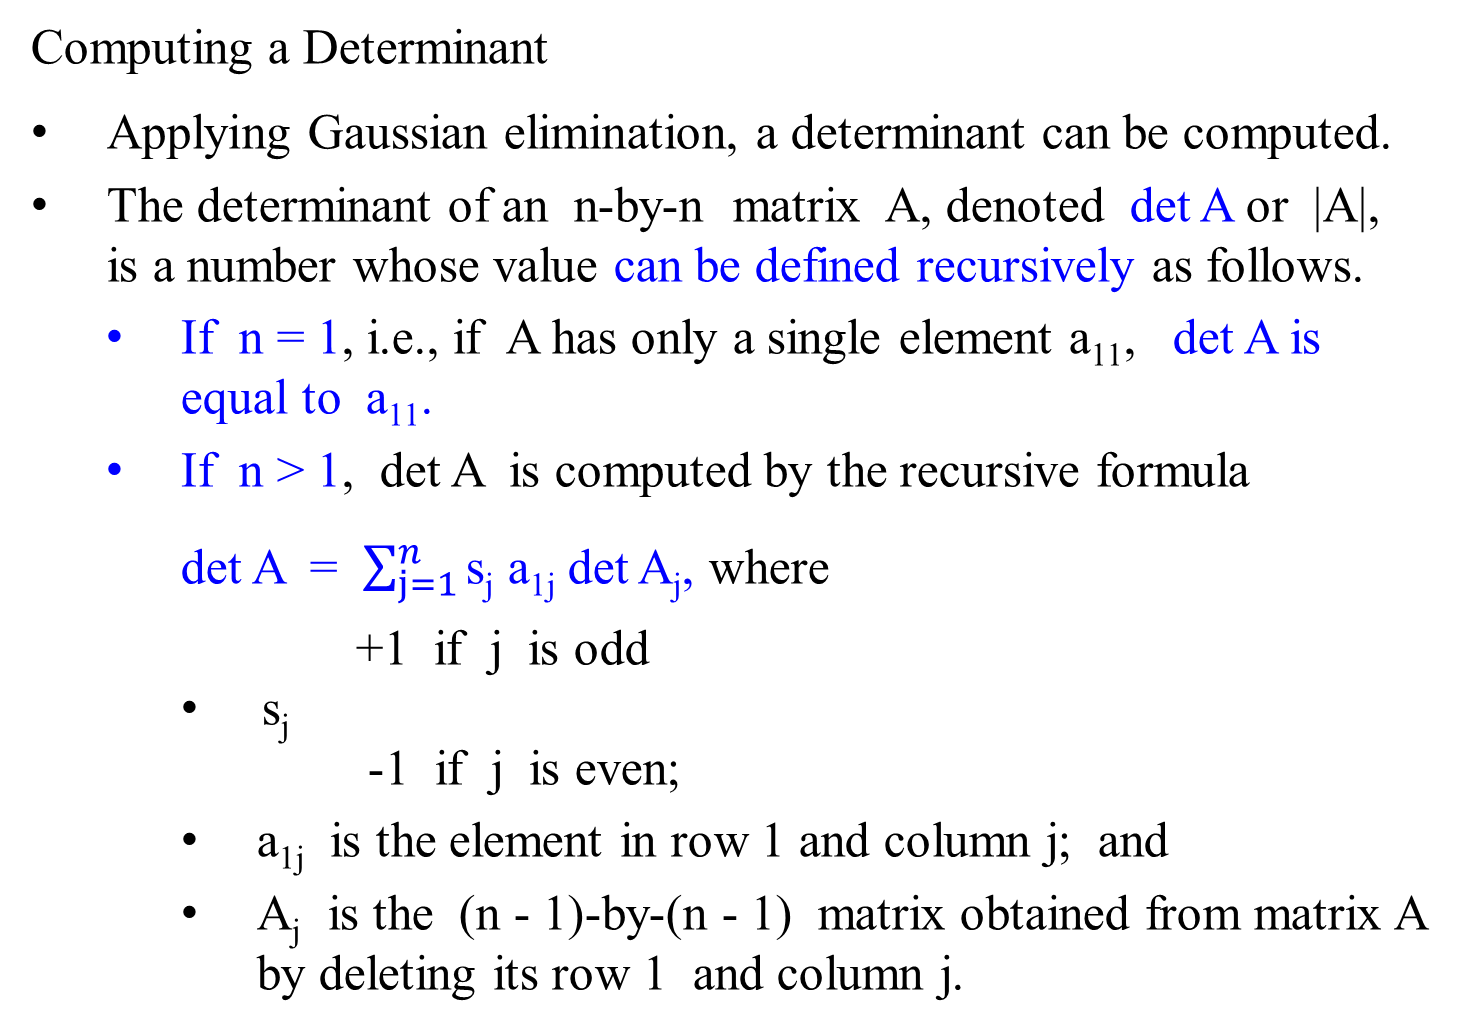 Computing a Determinant
• Applying Gaussian elimination, a determinant can be computed.
• The determinant of an n-by-n matrix A, denoted det A or |A|,
is a number whose value can be defined recursively as follows.
• If n = 1, i.e., if A has only a single element a₁₁, det A is
equal to a₁₁.
• If n > 1, det A is computed by the recursive formula
det A = ∑ⁿⱼ₌₁ sⱼ a₁ⱼ det Aⱼ, where
+1 if j is odd
• sⱼ
-1 if j is even;
• a₁ⱼ is the element in row 1 and column j; and
• Aⱼ is the (n - 1)-by-(n - 1) matrix obtained from matrix A
by deleting its row 1 and column j.